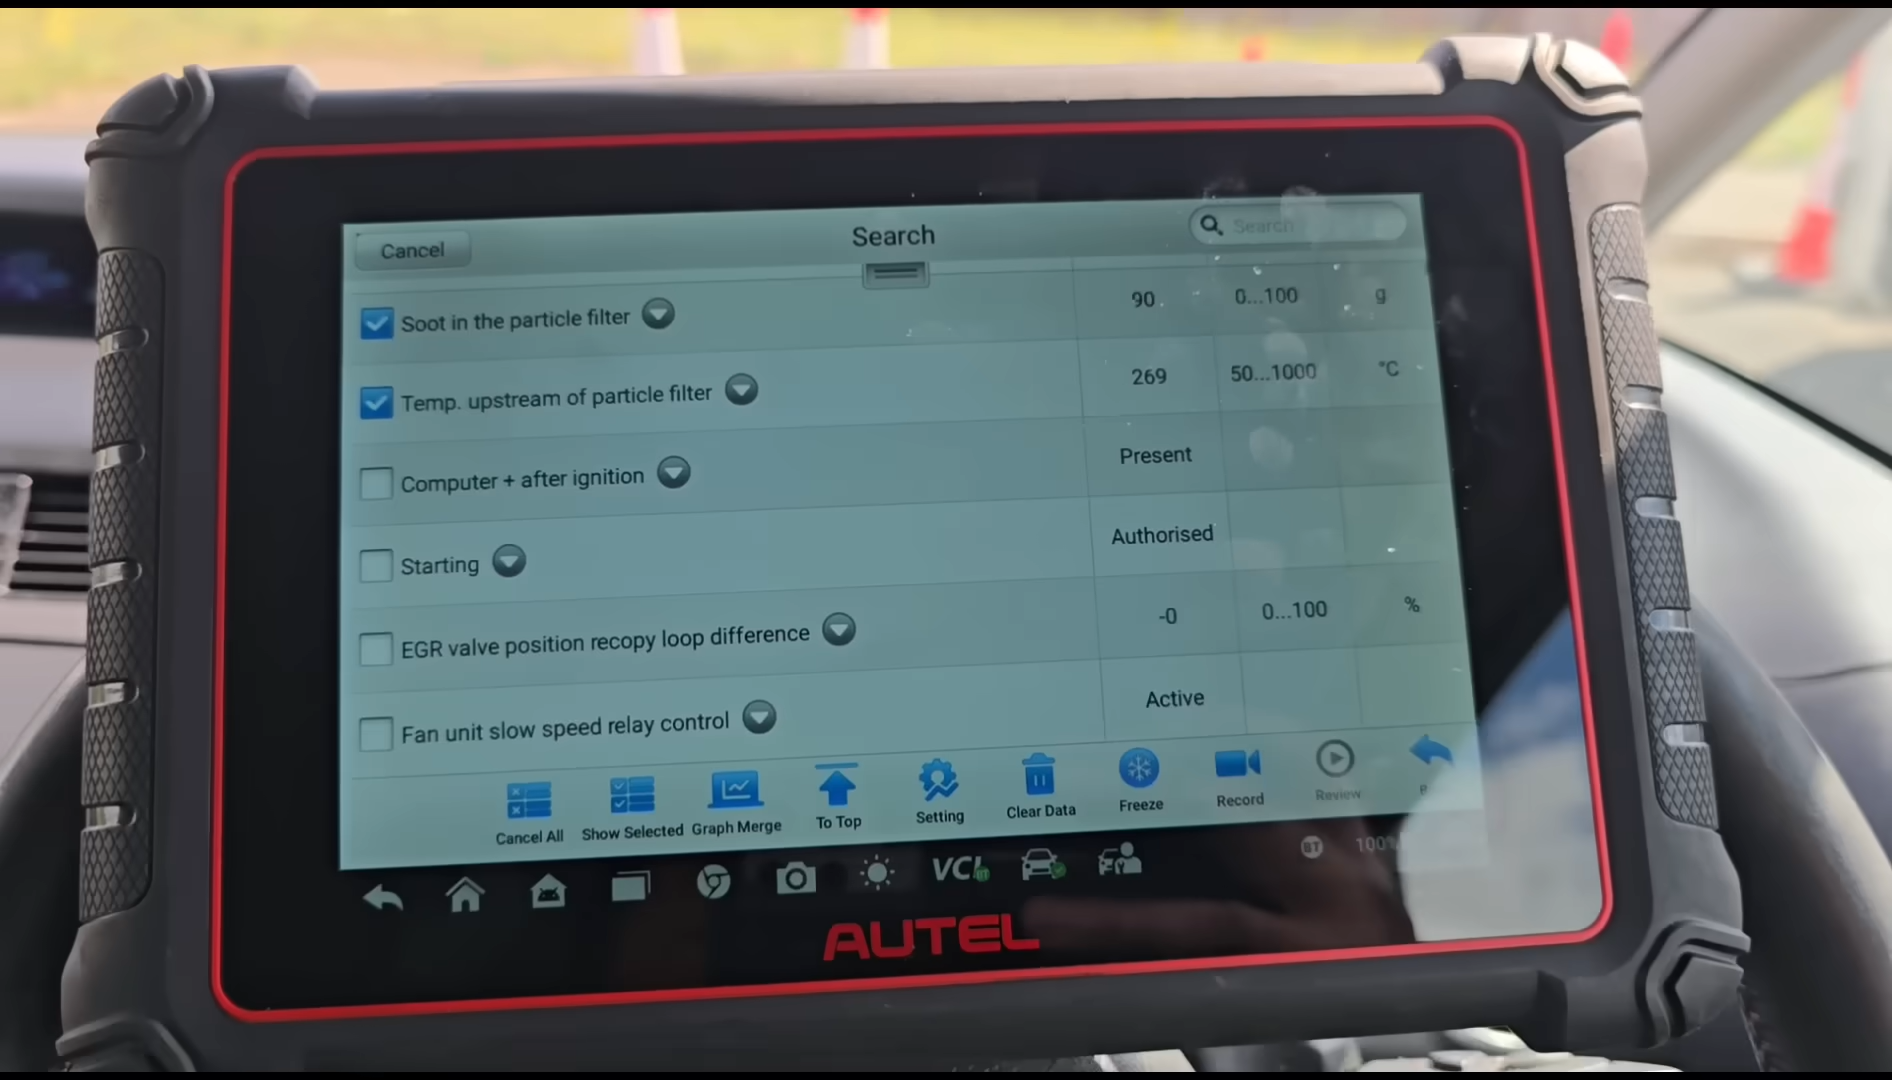 Cancel
Search
Search
Soot in the particle filter 90 0...100 g
Temp. upstream of particle filter 269 50...1000 °C
Computer + after ignition Present
Starting Authorised
EGR valve position recopy loop difference -0 0...100 %
Fan unit slow speed relay control Active
Cancel All Show Selected Graph Merge To Top Setting Clear Data Freeze Record Review
VCI BT BT 100%
AUTEL